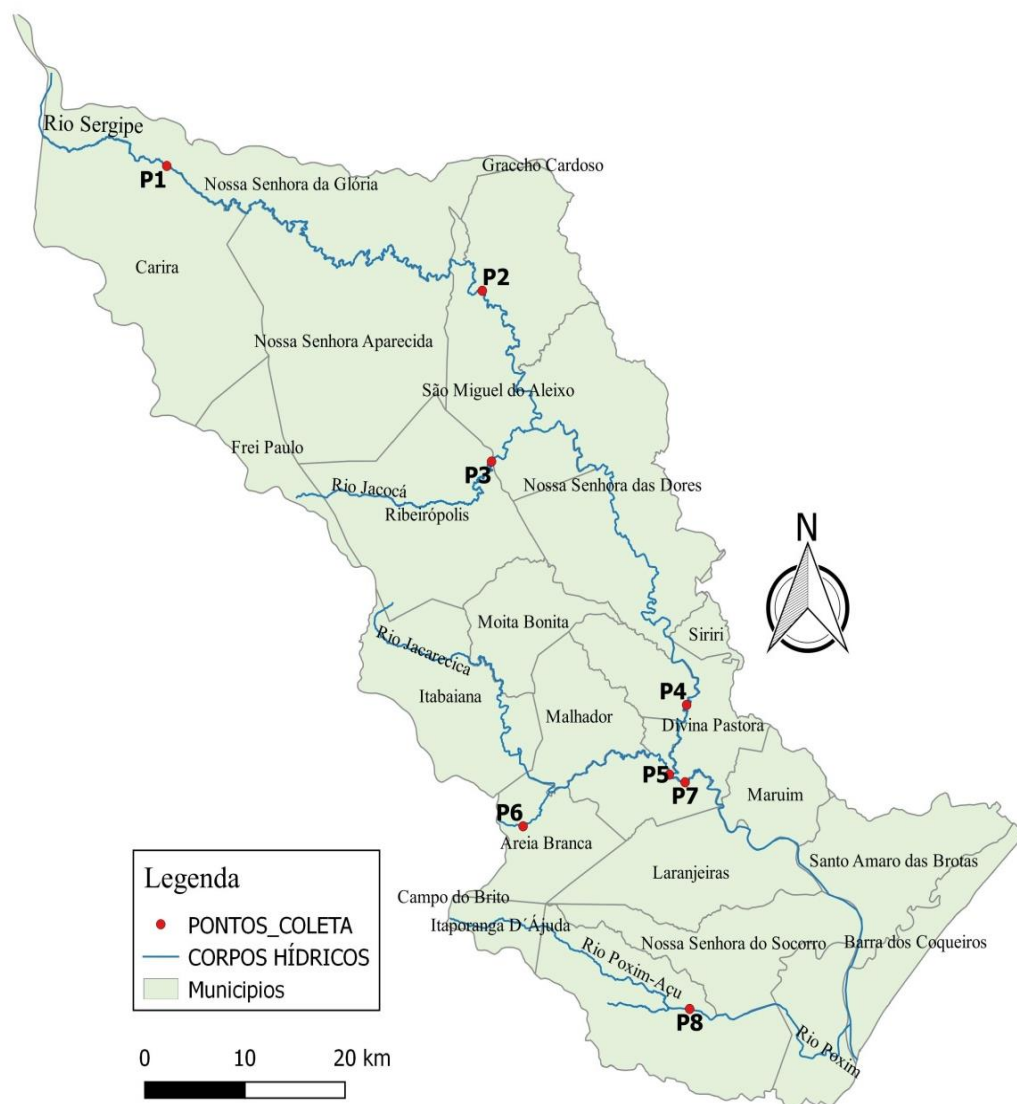 Rio Sergipe
P1
Nossa Senhora da Glória
Graccho Cardoso
Carira
P2
Nossa Senhora Aparecida
São Miguel do Aleixo
Frei Paulo
P3
Rio Jacocá
Nossa Senhora das Dores
Ribeirópolis
N
Moita Bonita
Siriri
Rio Jacarecica
Itabaiana
P4
Malhador
Divina Pastora
P5
P7
Maruim
P6
Areia Branca
Santo Amaro das Brotas
Laranjeiras
Legenda
PONTOS_COLETA
CORPOS HÍDRICOS
Municipios
Campo do Brito
Itaporanga D´Ájuda
Nossa Senhora do Socorro
Barra dos Coqueiros
Rio Poxim-Açu
P8
Rio Poxim
0 10 20 km